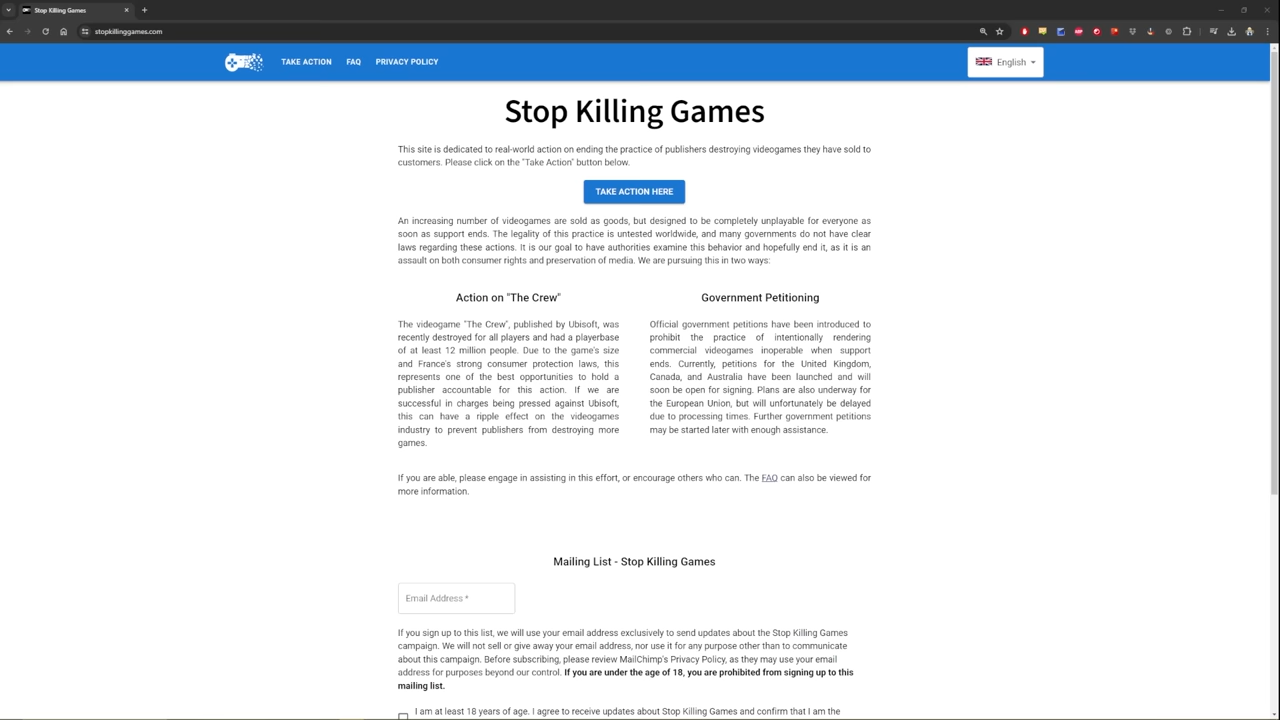 Stop Killing Games
stopkillinggames.com
TAKE ACTION FAQ PRIVACY POLICY English
Stop Killing Games
This site is dedicated to real-world action on ending the practice of publishers destroying videogames they have sold to
customers. Please click on the "Take Action" button below.
TAKE ACTION HERE
An increasing number of videogames are sold as goods, but designed to be completely unplayable for everyone as
soon as support ends. The legality of this practice is untested worldwide, and many governments do not have clear
laws regarding these actions. It is our goal to have authorities examine this behavior and hopefully end it, as it is an
assault on both consumer rights and preservation of media. We are pursuing this in two ways:
Action on "The Crew"
The videogame "The Crew", published by Ubisoft, was
recently destroyed for all players and had a playerbase
of at least 12 million people. Due to the game's size
and France's strong consumer protection laws, this
represents one of the best opportunities to hold a
publisher accountable for this action. If we are
successful in charges being pressed against Ubisoft,
this can have a ripple effect on the videogames
industry to prevent publishers from destroying more
games.
Government Petitioning
Official government petitions have been introduced to
prohibit the practice of intentionally rendering
commercial videogames inoperable when support
ends. Currently, petitions for the United Kingdom,
Canada, and Australia have been launched and will
soon be open for signing. Plans are also underway for
the European Union, but will unfortunately be delayed
due to processing times. Further government petitions
may be started later with enough assistance.
If you are able, please engage in assisting in this effort, or encourage others who can. The FAQ can also be viewed for
more information.
Mailing List - Stop Killing Games
Email Address *
If you sign up to this list, we will use your email address exclusively to send updates about the Stop Killing Games
campaign. We will not sell or give away your email address, nor use it for any purpose other than to communicate
about this campaign. Before subscribing, please review MailChimp's Privacy Policy, as they may use your email
address for purposes beyond our control. If you are under the age of 18, you are prohibited from signing up to this
mailing list.
I am at least 18 years of age. I agree to receive updates about Stop Killing Games and confirm that I am the